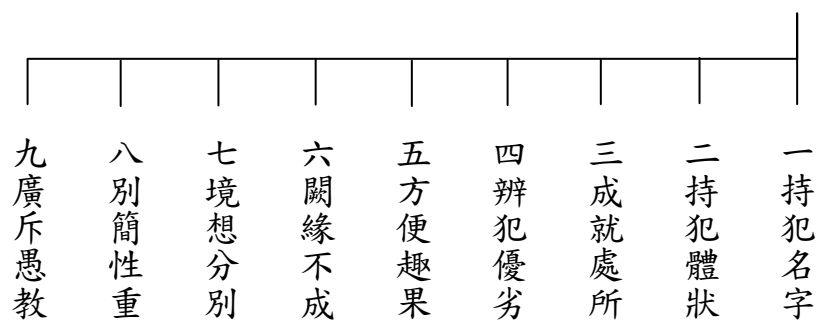 一持犯名字
二持犯體狀
三成就處所
四辨犯優劣
五方便趣果
六闕緣不成
七境想分別
八別簡性重
九廣斥愚教